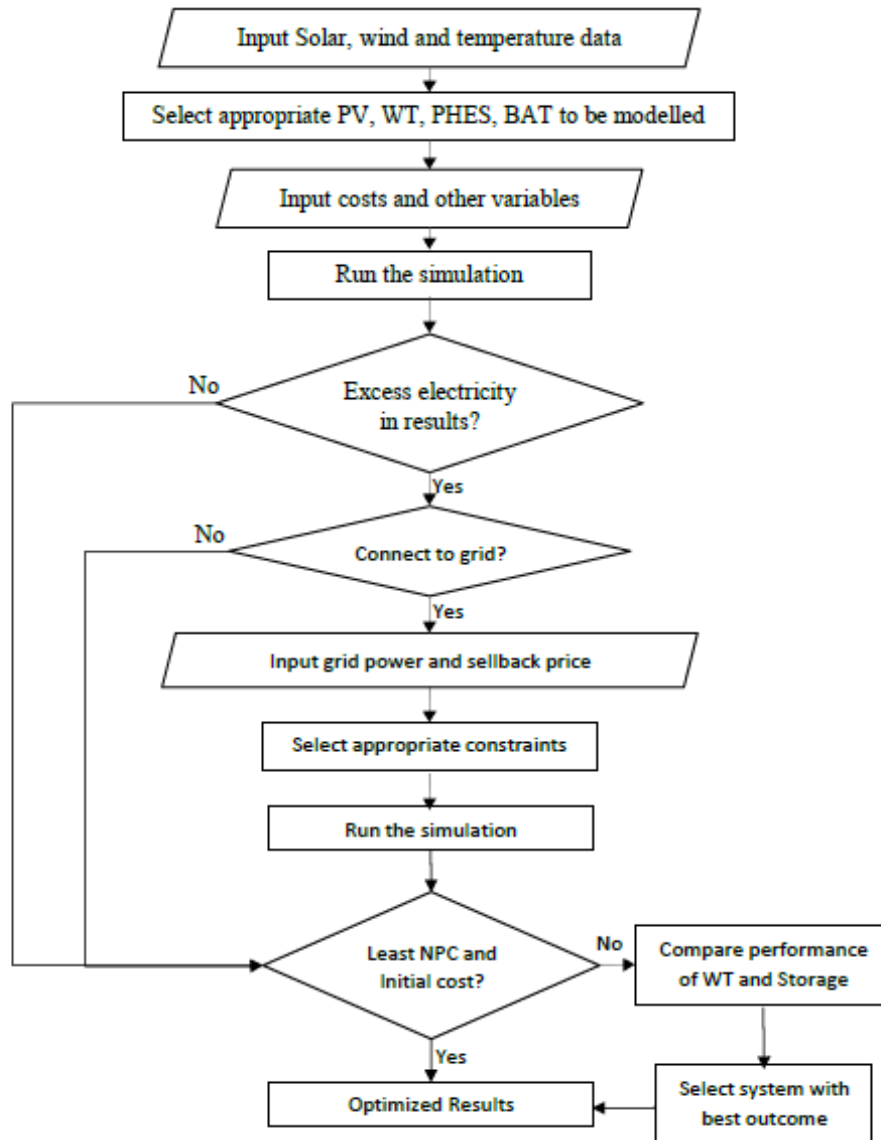 Input Solar, wind and temperature data
Select appropriate PV, WT, PHES, BAT to be modelled
Input costs and other variables
Run the simulation
No
Excess electricity
in results?
Yes
No
Connect to grid?
Yes
Input grid power and sellback price
Select appropriate constraints
Run the simulation
Least NPC and
Initial cost?
No
Compare performance
of WT and Storage
Yes
Optimized Results
Select system with
best outcome